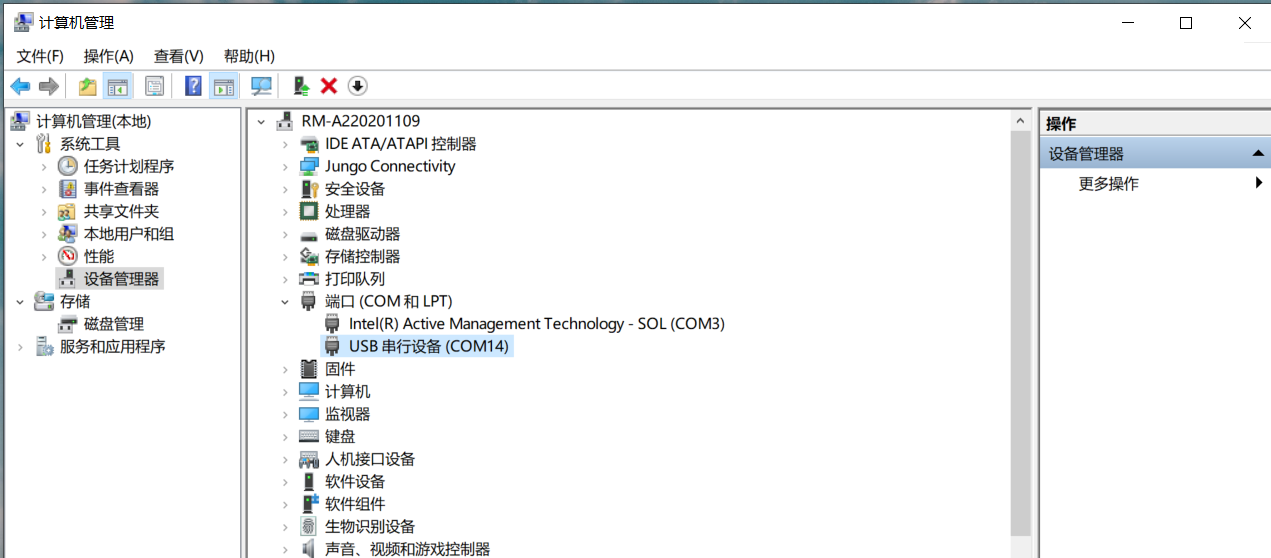 计算机管理
文件(F) 操作(A) 查看(V) 帮助(H)
计算机管理(本地)
系统工具
任务计划程序
事件查看器
共享文件夹
本地用户和组
性能
设备管理器
存储
磁盘管理
服务和应用程序
RM-A220201109
IDE ATA/ATAPI 控制器
Jungo Connectivity
安全设备
处理器
磁盘驱动器
存储控制器
打印队列
端口 (COM 和 LPT)
Intel(R) Active Management Technology - SOL (COM3)
USB 串行设备 (COM14)
固件
计算机
监视器
键盘
人机接口设备
软件设备
软件组件
生物识别设备
声音、视频和游戏控制器
操作
设备管理器
更多操作